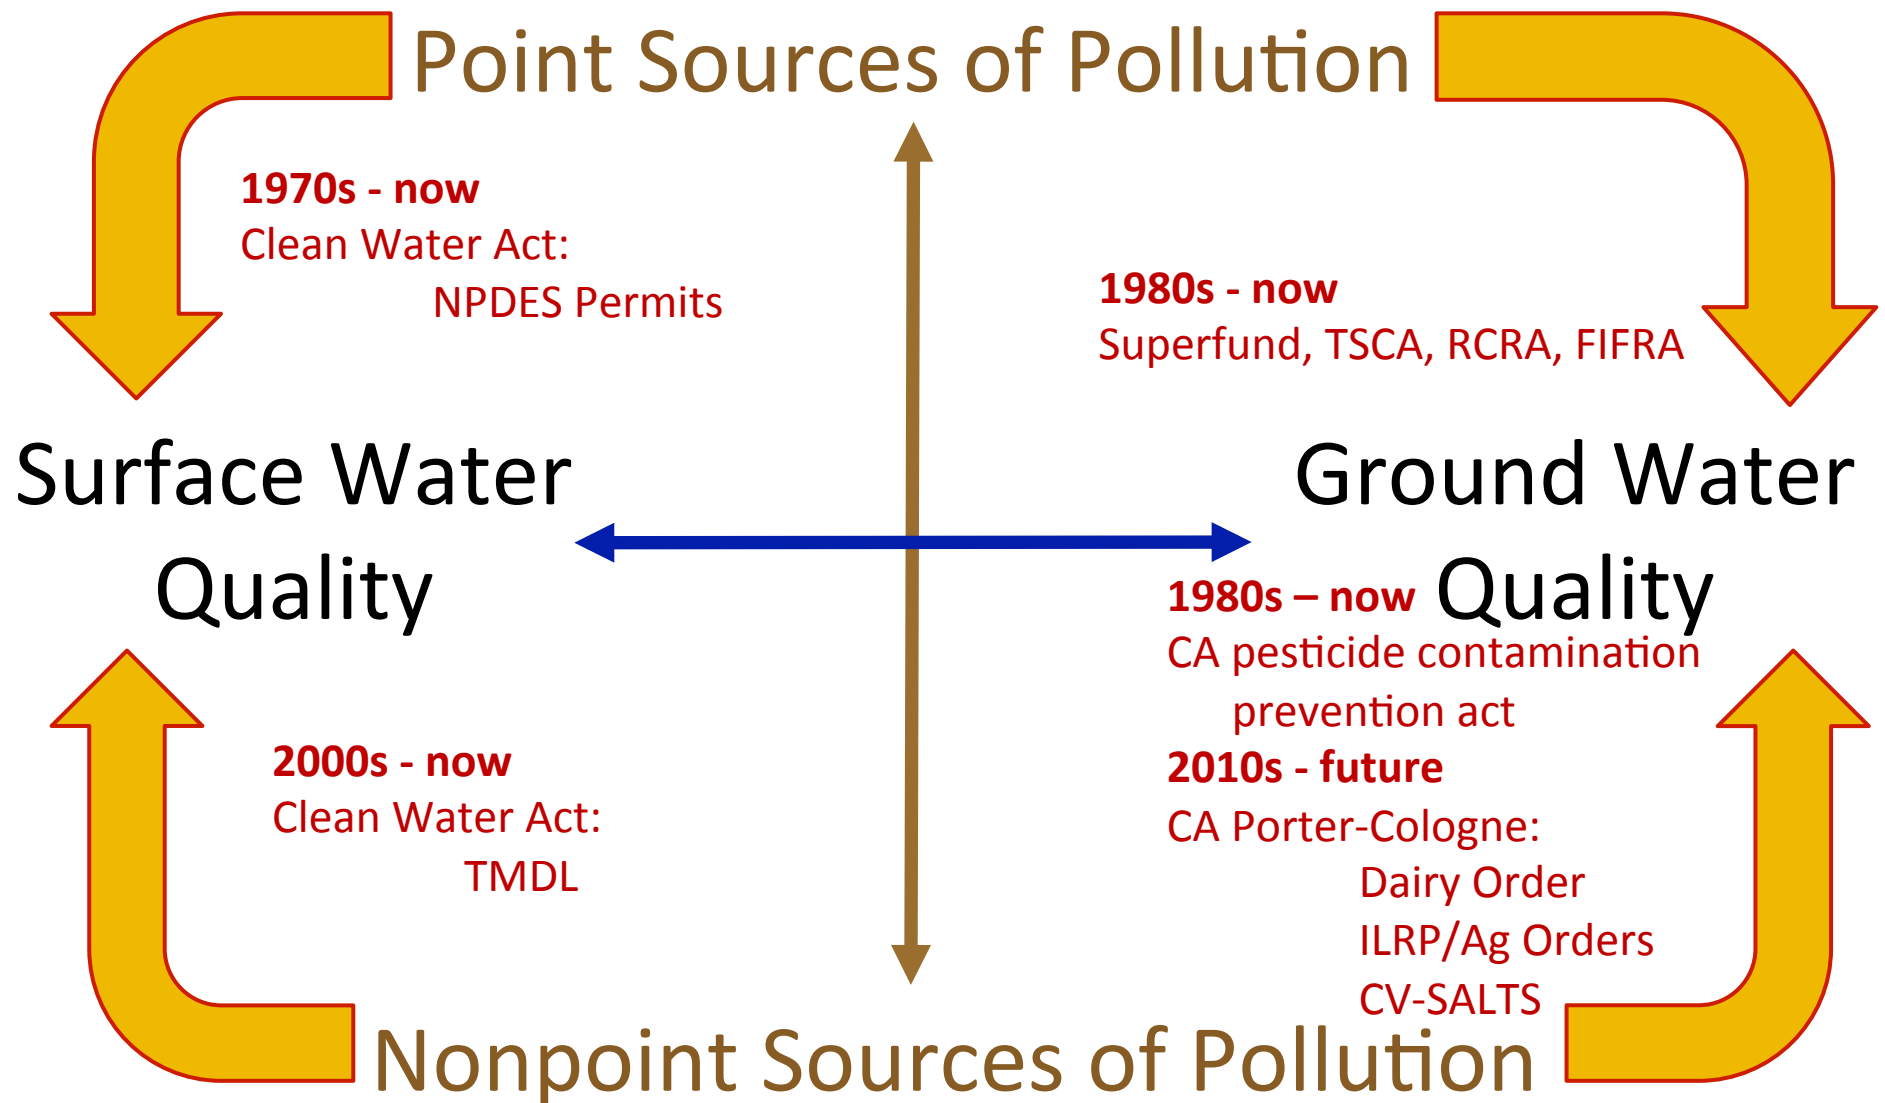 Point Sources of Pollution
1970s - now
Clean Water Act:
NPDES Permits
1980s - now
Superfund, TSCA, RCRA, FIFRA
Surface Water
Quality
Ground Water
Quality
1980s – now
CA pesticide contamination
prevention act
2010s - future
CA Porter-Cologne:
Dairy Order
ILRP/Ag Orders
CV-SALTS
2000s - now
Clean Water Act:
TMDL
Nonpoint Sources of Pollution